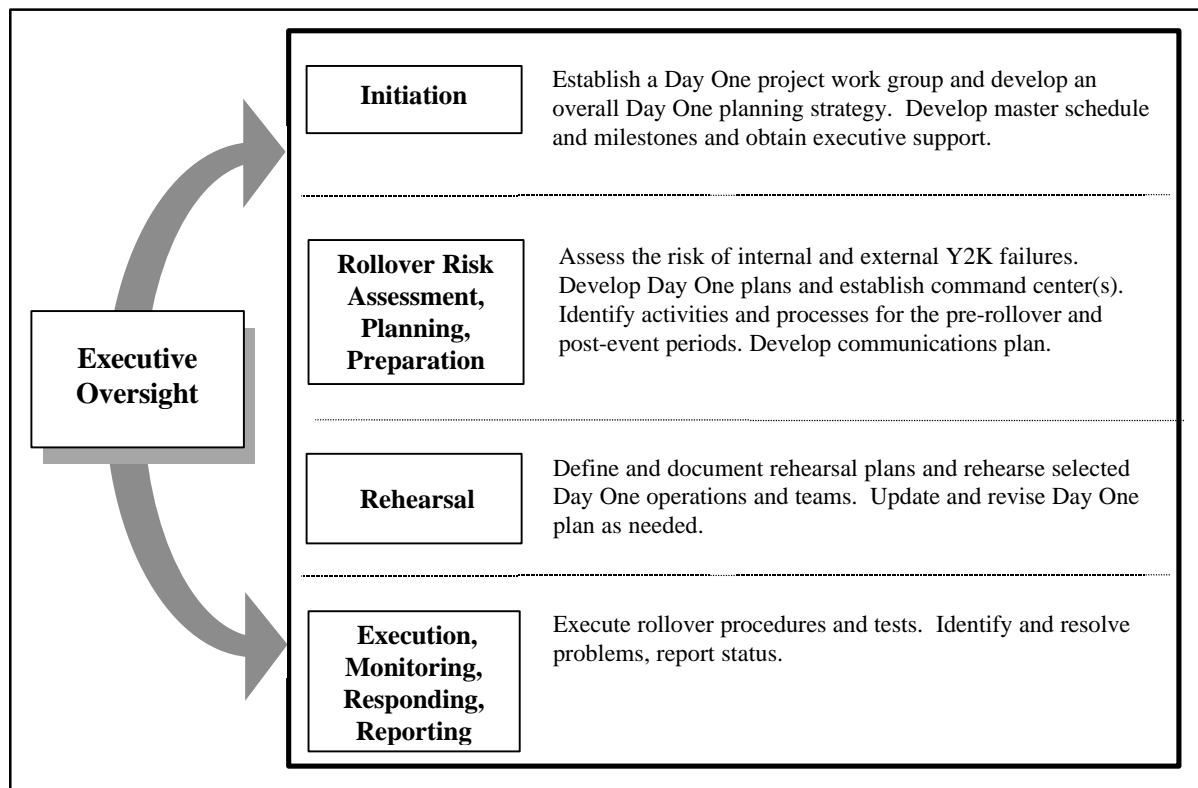 Initiation
Establish a Day One project work group and develop an
overall Day One planning strategy.  Develop master schedule
and milestones and obtain executive support.
Rollover Risk
Assessment,
Planning,
Preparation
Assess the risk of internal and external Y2K failures.
Develop Day One plans and establish command center(s).
Identify activities and processes for the pre-rollover and
post-event periods. Develop communications plan.
Executive
Oversight
Rehearsal
Define and document rehearsal plans and rehearse selected
Day One operations and teams.  Update and revise Day One
plan as needed.
Execution,
Monitoring,
Responding,
Reporting
Execute rollover procedures and tests.  Identify and resolve
problems, report status.